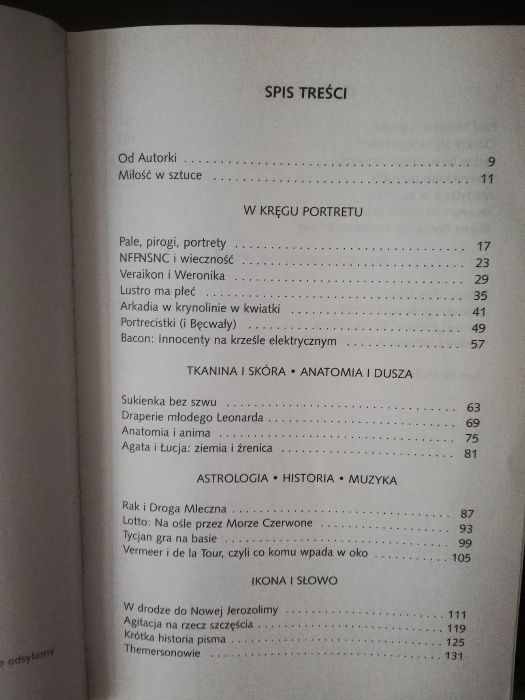 SPIS TREŚCI
Od Autorki . . . . . . . . . . . . . . . . . . . . . . . . . . . . . . . . . . . 9
Miłość w sztuce . . . . . . . . . . . . . . . . . . . . . . . . . . . . . . . 11
W KRĘGU PORTRETU
Pale, pirogi, portrety . . . . . . . . . . . . . . . . . . . . . . . . . . . . 17
NFFNSNC i wieczność . . . . . . . . . . . . . . . . . . . . . . . . . . . . 23
Veraikon i Weronika . . . . . . . . . . . . . . . . . . . . . . . . . . . . . 29
Lustro ma płeć . . . . . . . . . . . . . . . . . . . . . . . . . . . . . . . . 35
Arkadia w krynolinie w kwiatki . . . . . . . . . . . . . . . . . . . . . . 41
Portrecistki (i Bęcwały) . . . . . . . . . . . . . . . . . . . . . . . . . . . 49
Bacon: Innocenty na krześle elektrycznym . . . . . . . . . . . . . . 57
TKANINA I SKÓRA • ANATOMIA I DUSZA
Sukienka bez szwu . . . . . . . . . . . . . . . . . . . . . . . . . . . . . . 63
Draperie młodego Leonarda . . . . . . . . . . . . . . . . . . . . . . . . 69
Anatomia i anima . . . . . . . . . . . . . . . . . . . . . . . . . . . . . . . 75
Agata i Łucja: ziemia i źrenica . . . . . . . . . . . . . . . . . . . . . . . 81
ASTROLOGIA • HISTORIA • MUZYKA
Rak i Droga Mleczna . . . . . . . . . . . . . . . . . . . . . . . . . . . . . 87
Lotto: Na ośle przez Morze Czerwone . . . . . . . . . . . . . . . . . 93
Tycjan gra na basie . . . . . . . . . . . . . . . . . . . . . . . . . . . . . . 99
Vermeer i de la Tour, czyli co komu wpada w oko . . . . . . . . . . . 105
IKONA I SŁOWO
W drodze do Nowej Jerozolimy . . . . . . . . . . . . . . . . . . . . . 111
Agitacja na rzecz szczęścia . . . . . . . . . . . . . . . . . . . . . . . . 119
Krótka historia pisma . . . . . . . . . . . . . . . . . . . . . . . . . . . . 125
Themersonowie . . . . . . . . . . . . . . . . . . . . . . . . . . . . . . . . 131
odsyłamy